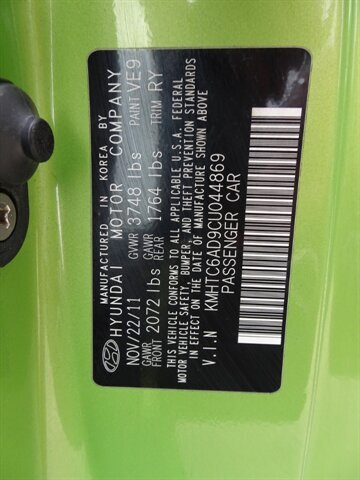 MANUFACTURED IN KOREA BY
HYUNDAI MOTOR COMPANY
NOV/22/11 GVWR 3748 lbs PAINT VE9
GAWR FRONT 2072 lbs GAWR REAR 1764 lbs TRIM RY
THIS VEHICLE CONFORMS TO ALL APPLICABLE U.S.A. FEDERAL
MOTOR VEHICLE SAFETY, BUMPER, AND THEFT PREVENTION STANDARDS
IN EFFECT ON THE DATE OF MANUFACTURE SHOWN ABOVE
V.I.N KMHTC6AD9CU044869
PASSENGER CAR